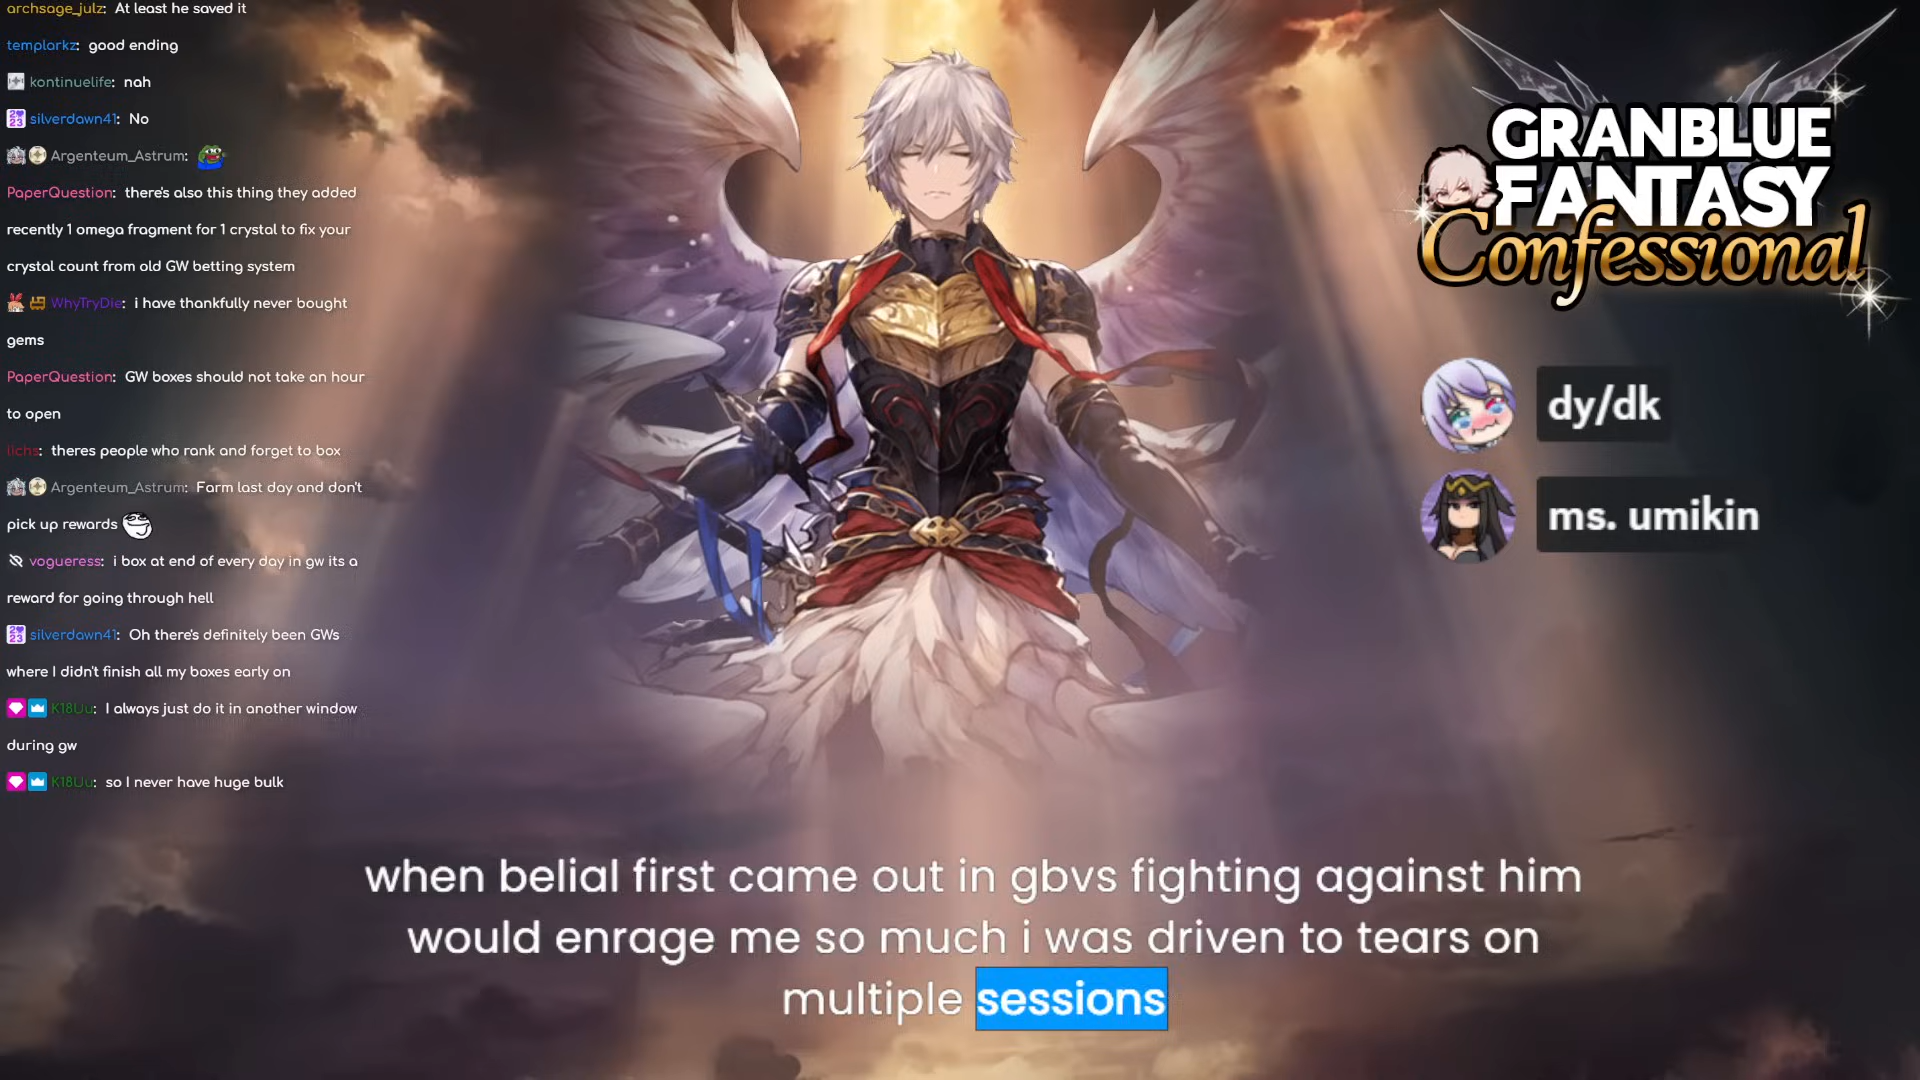 archsage_julz: At least he saved it
templarkz: good ending
kontinuelife: nah
silverdawn41: No
Argenteum_Astrum:
PaperQuestion: there's also this thing they added
recently 1 omega fragment for 1 crystal to fix your
crystal count from old GW betting system
WhyTryDie: i have thankfully never bought
gems
PaperQuestion: GW boxes should not take an hour
to open
lichs: theres people who rank and forget to box
Argenteum_Astrum: Farm last day and don't
pick up rewards
vogueress: i box at end of every day in gw its a
reward for going through hell
silverdawn41: Oh there's definitely been GWs
where I didn't finish all my boxes early on
K18Uu: I always just do it in another window
during gw
K18Uu: so I never have huge bulk
GRANBLUE
FANTASY
Confessional
dy/dk
ms. umikin
when belial first came out in gbvs fighting against him
would enrage me so much i was driven to tears on
multiple sessions